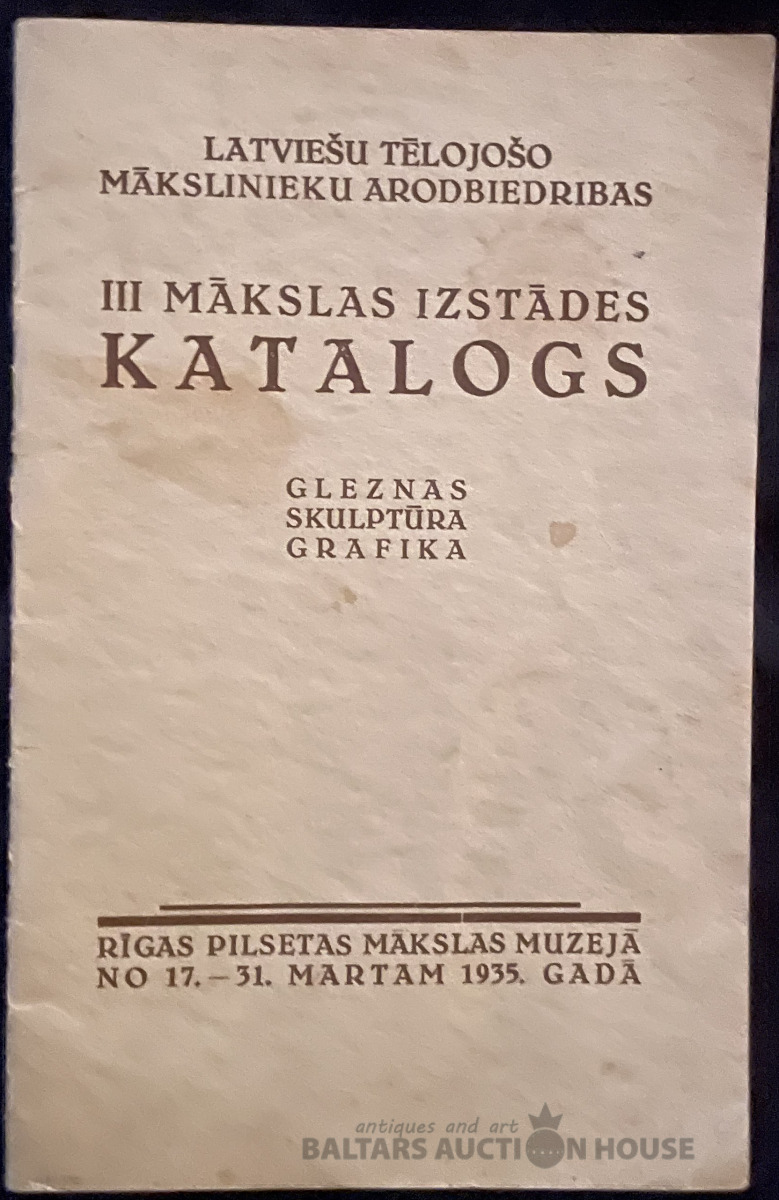 LATVIEŠU TĒLOJOŠO
MĀKSLINIEKU ARODBIEDRIBAS
III MĀKSLAS IZSTĀDES
KATALOGS
GLEZNAS
SKULPTŪRA
GRAFIKA
RĪGAS PILSETAS MĀKSLAS MUZEJĀ
NO 17.—31. MARTAM 1935. GADĀ
antiques and art
BALTARS AUCTION HOUSE